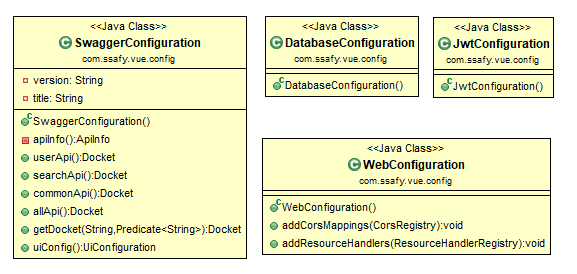 <<Java Class>>
SwaggerConfiguration
com.ssafy.vue.config
version: String
title: String
SwaggerConfiguration()
apiInfo():ApiInfo
userApi():Docket
searchApi():Docket
commonApi():Docket
allApi():Docket
getDocket(String,Predicate<String>):Docket
uiConfig():UiConfiguration
<<Java Class>>
DatabaseConfiguration
com.ssafy.vue.config
DatabaseConfiguration()
<<Java Class>>
JwtConfiguration
com.ssafy.vue.config
JwtConfiguration()
<<Java Class>>
WebConfiguration
com.ssafy.vue.config
WebConfiguration()
addCorsMappings(CorsRegistry):void
addResourceHandlers(ResourceHandlerRegistry):void